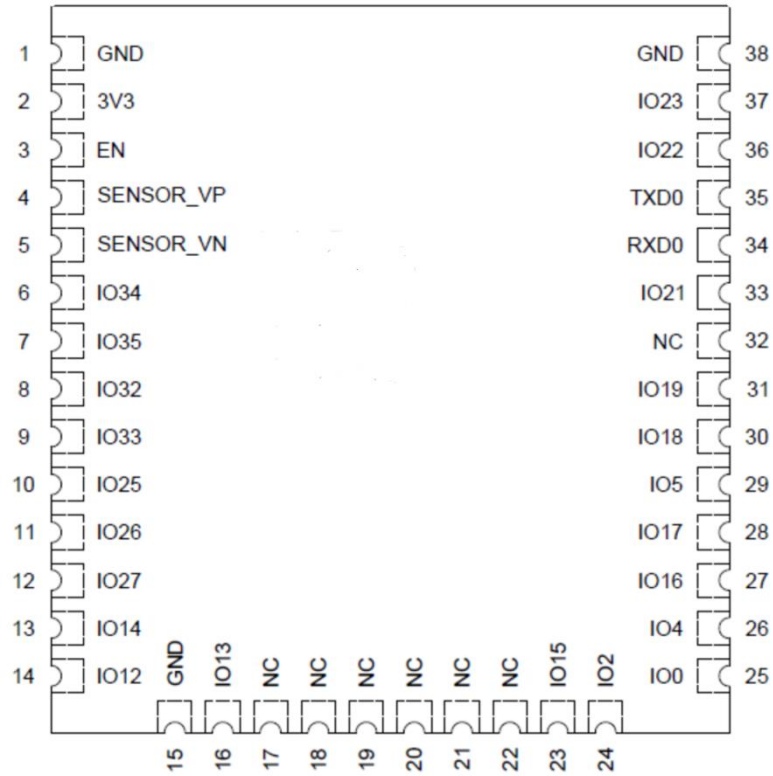 1 GND GND 38
2 3V3 IO23 37
3 EN IO22 36
4 SENSOR_VP TXD0 35
5 SENSOR_VN RXD0 34
6 IO34 IO21 33
7 IO35 NC 32
8 IO32 IO19 31
9 IO33 IO18 30
10 IO25 IO5 29
11 IO26 IO17 28
12 IO27 IO16 27
13 IO14 IO4 26
14 IO12 IO0 25
GND IO13 NC NC NC NC NC NC IO15 IO2
15 16 17 18 19 20 21 22 23 24